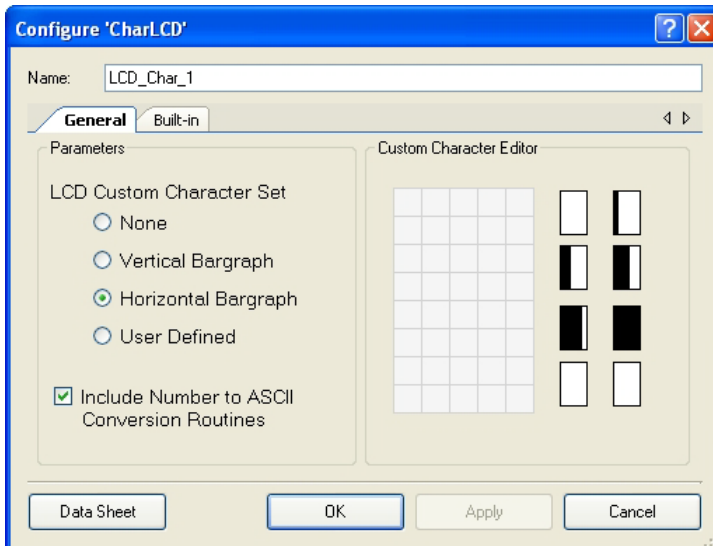 Configure 'CharLCD'
Name: LCD_Char_1
General Built-in
Parameters
LCD Custom Character Set
None
Vertical Bargraph
Horizontal Bargraph
User Defined
Include Number to ASCII
Conversion Routines
Custom Character Editor
Data Sheet OK Apply Cancel